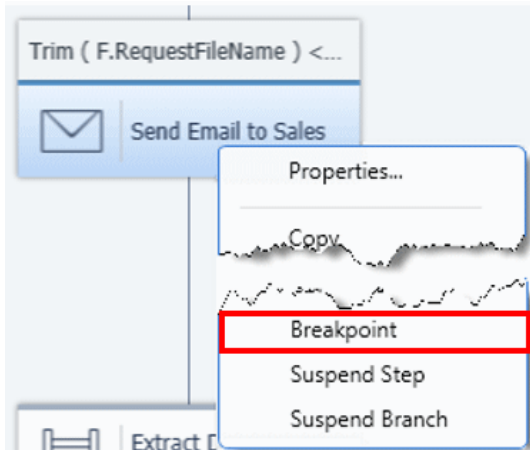 Trim ( F.RequestFileName ) <...
Send Email to Sales
Properties...
Copy
Breakpoint
Suspend Step
Suspend Branch
Extract